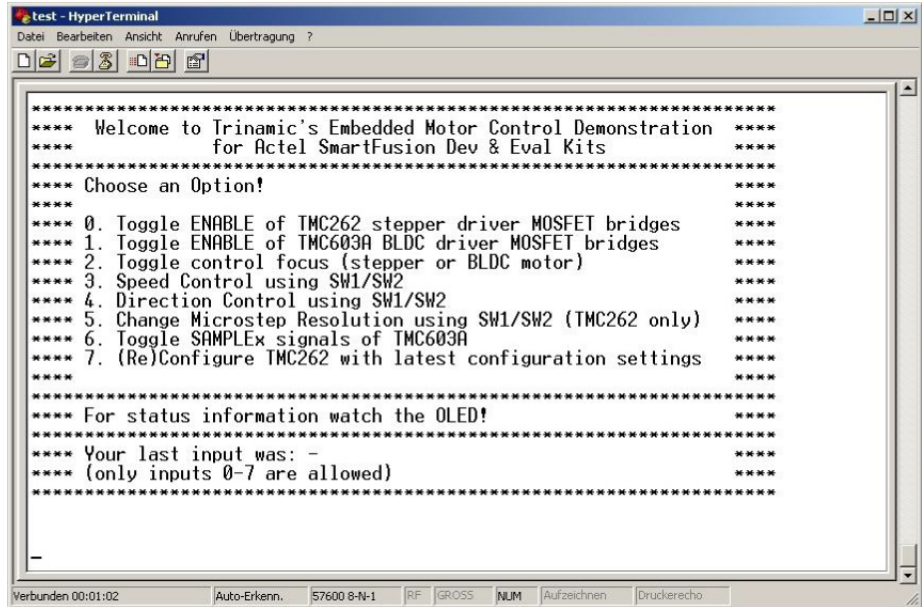 test - HyperTerminal
Datei Bearbeiten Ansicht Anrufen Übertragung ?
***********************************************************************
**** Welcome to Trinamic's Embedded Motor Control Demonstration ****
**** for Actel SmartFusion Dev & Eval Kits ****
***********************************************************************
**** Choose an Option! ****
**** ****
**** 0. Toggle ENABLE of TMC262 stepper driver MOSFET bridges ****
**** 1. Toggle ENABLE of TMC603A BLDC driver MOSFET bridges ****
**** 2. Toggle control focus (stepper or BLDC motor) ****
**** 3. Speed Control using SW1/SW2 ****
**** 4. Direction Control using SW1/SW2 ****
**** 5. Change Microstep Resolution using SW1/SW2 (TMC262 only) ****
**** 6. Toggle SAMPLEx signals of TMC603A ****
**** 7. (Re)Configure TMC262 with latest configuration settings ****
**** ****
***********************************************************************
**** For status information watch the OLED! ****
***********************************************************************
**** Your last input was: - ****
**** (only inputs 0-7 are allowed) ****
***********************************************************************
_
Verbunden 00:01:02 Auto-Erkenn. 57600 8-N-1 RF GROSS NUM Aufzeichnen Druckerecho